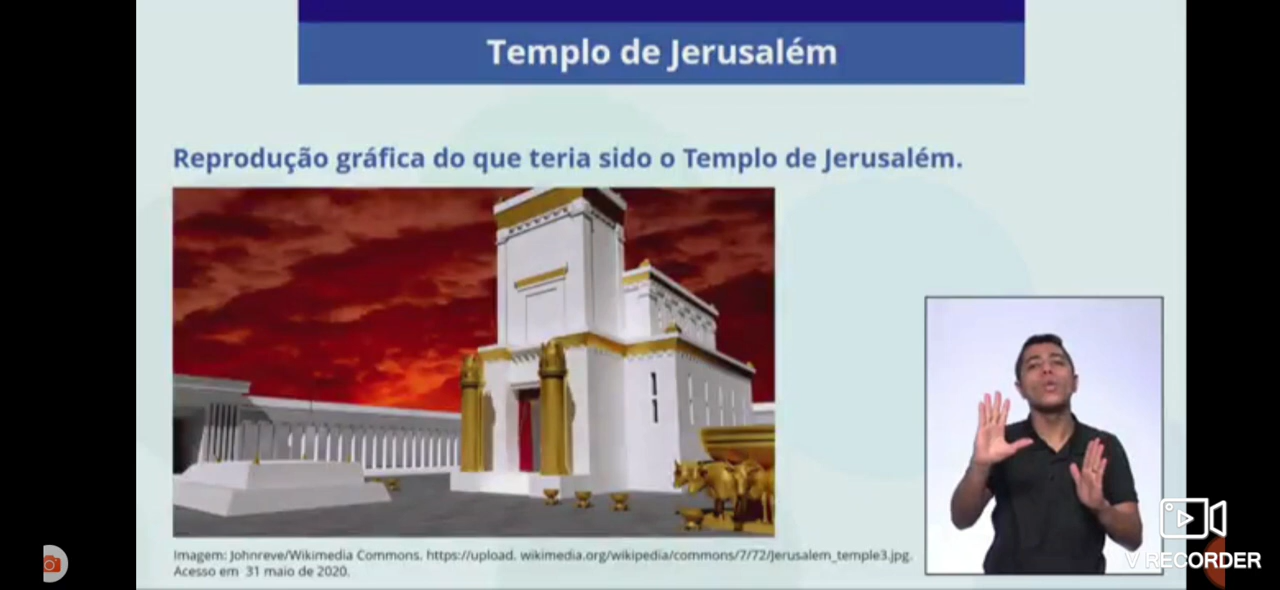 Templo de Jerusalém
Reprodução gráfica do que teria sido o Templo de Jerusalém.
Imagem: Johnreve/Wikimedia Commons. https://upload. wikimedia.org/wikipedia/commons/7/72/Jerusalem_temple3.jpg.
Acesso em 31 maio de 2020.
V RECORDER